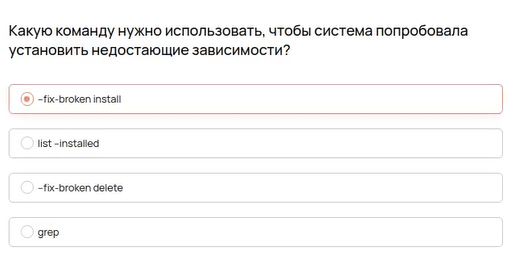 Какую команду нужно использовать, чтобы система попробовала
установить недостающие зависимости?
–fix-broken install
list –installed
–fix-broken delete
grep